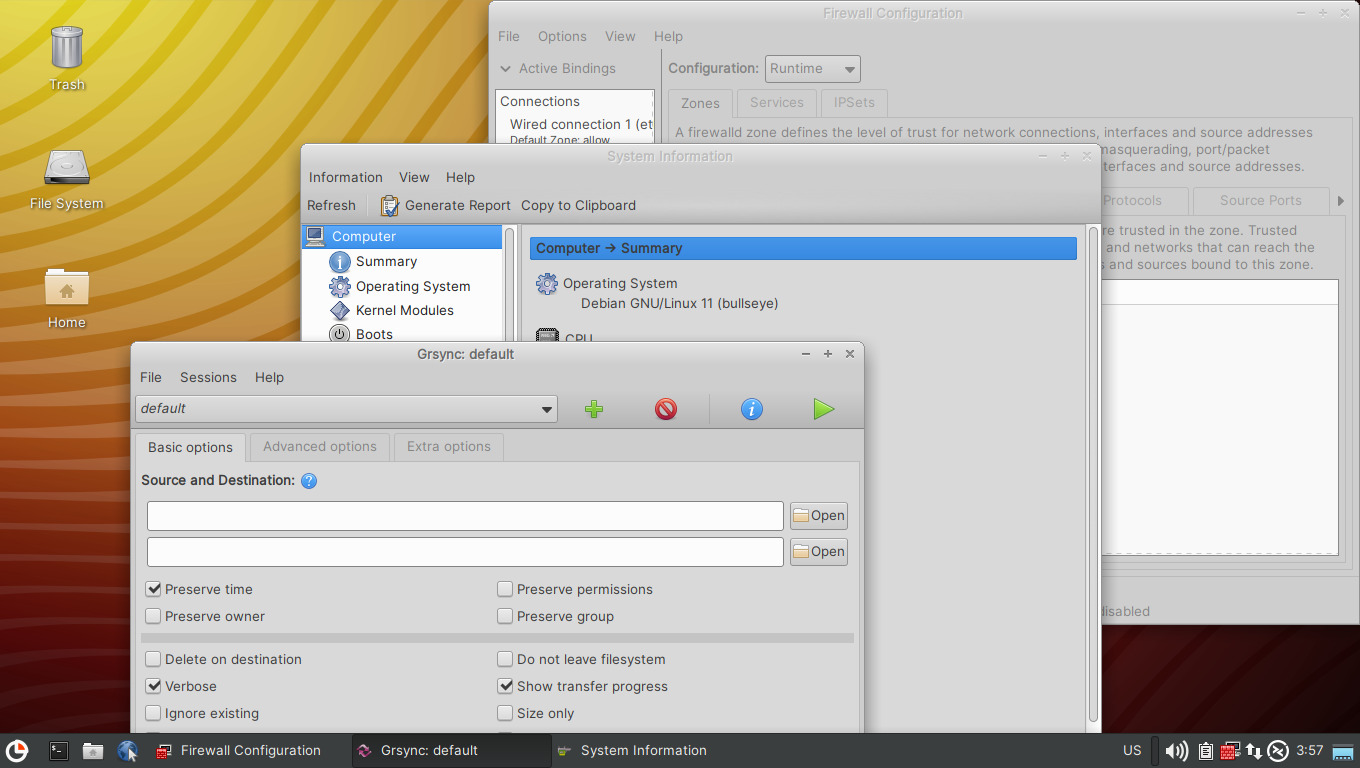 Trash
File System
Home
Firewall Configuration
File Options View Help
Active Bindings
Configuration: Runtime
Connections
Wired connection 1 (et
Default Zone: allow
Zones Services IPSets
A firewalld zone defines the level of trust for network connections, interfaces and source addresses
masquerading, port/packet
terfaces and source addresses.
Protocols Source Ports
re trusted in the zone. Trusted
and networks that can reach the
s and sources bound to this zone.
disabled
System Information
Information View Help
Refresh Generate Report Copy to Clipboard
Computer
Summary
Operating System
Kernel Modules
Boots
Computer → Summary
Operating System
Debian GNU/Linux 11 (bullseye)
CPU
Grsync: default
File Sessions Help
default
Basic options Advanced options Extra options
Source and Destination:
Open
Open
Preserve time Preserve permissions
Preserve owner Preserve group
Delete on destination Do not leave filesystem
Verbose Show transfer progress
Ignore existing Size only
Firewall Configuration Grsync: default System Information US 3:57